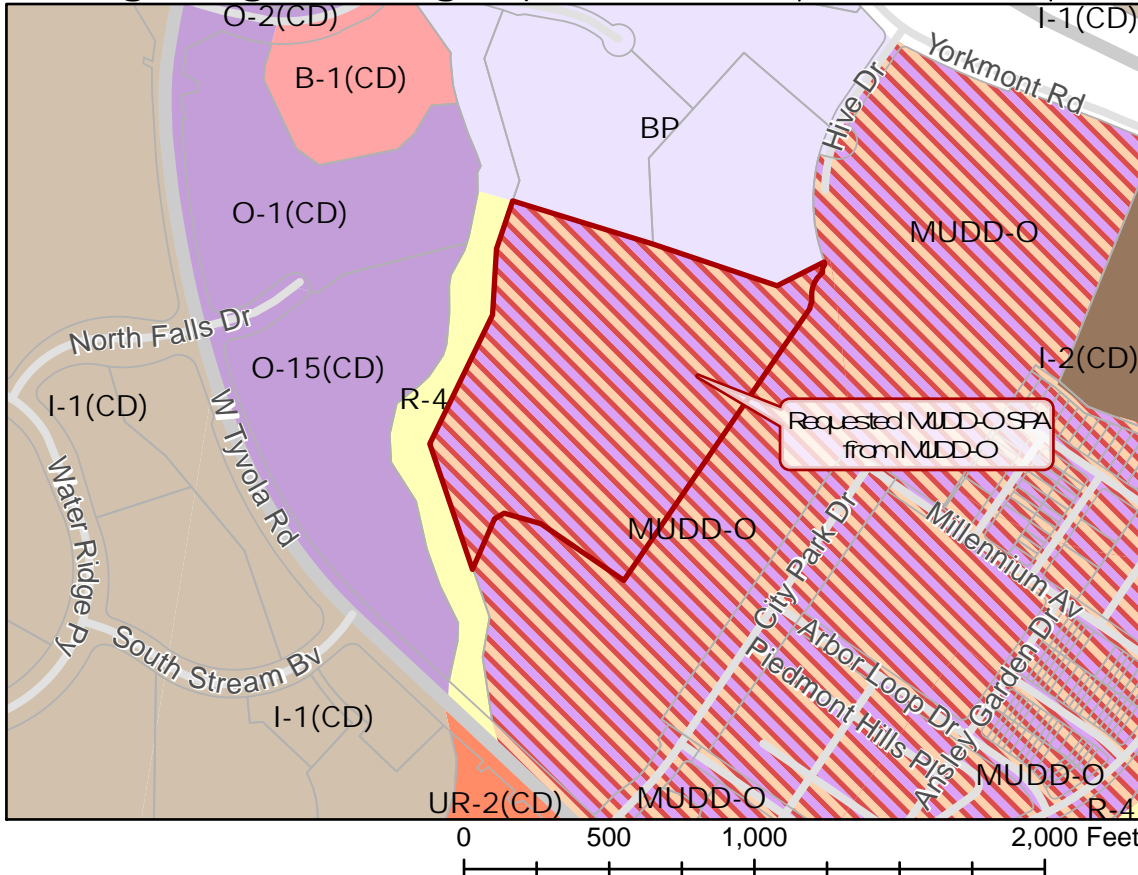 O-2(CD)
I-1(CD)
B-1(CD)
Yorkmont Rd
Hive Dr
BP
O-1(CD)
MUDD-O
North Falls Dr
O-15(CD)
I-2(CD)
R-4
I-1(CD)
Requested MUDD-O SPA
from MUDD-O
W Tyvola Rd
Water Ridge Py
MUDD-O
City Park Dr
Millennium Av
South Stream Bv
Arbor Loop Dr
Piedmont Hills Pl
Ansley Garden Dr
I-1(CD)
MUDD-O
MUDD-O
UR-2(CD)
R-4
0 500 1,000 2,000 Feet